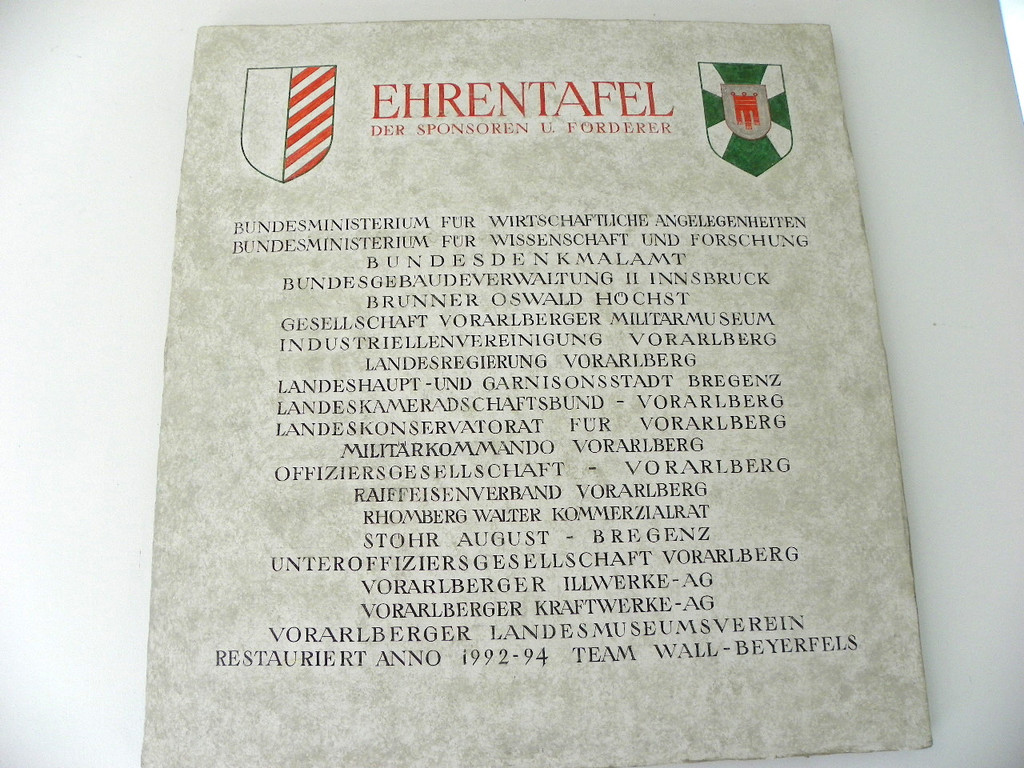 EHRENTAFEL
DER SPONSOREN U. FÖRDERER
BUNDESMINISTERIUM FÜR WIRTSCHAFTLICHE ANGELEGENHEITEN
BUNDESMINISTERIUM FÜR WISSENSCHAFT UND FORSCHUNG
BUNDESDENKMALAMT
BUNDESGEBÄUDEVERWALTUNG II INNSBRUCK
BRUNNER OSWALD HÖCHST
GESELLSCHAFT VORARLBERGER MILITÄRMUSEUM
INDUSTRIELLENVEREINIGUNG VORARLBERG
LANDESREGIERUNG VORARLBERG
LANDESHAUPT-UND GARNISONSSTADT BREGENZ
LANDESKAMERADSCHAFTSBUND - VORARLBERG
LANDESKONSERVATORAT FÜR VORARLBERG
MILITÄRKOMMANDO VORARLBERG
OFFIZIERSGESELLSCHAFT - VORARLBERG
RAIFFEISENVERBAND VORARLBERG
RHOMBERG WALTER KOMMERZIALRAT
STÖHR AUGUST - BREGENZ
UNTEROFFIZIERSGESELLSCHAFT VORARLBERG
VORARLBERGER ILLWERKE-AG
VORARLBERGER KRAFTWERKE-AG
VORARLBERGER LANDESMUSEUMSVEREIN
RESTAURIERT ANNO 1992-94 TEAM WALL-BEYERFELS